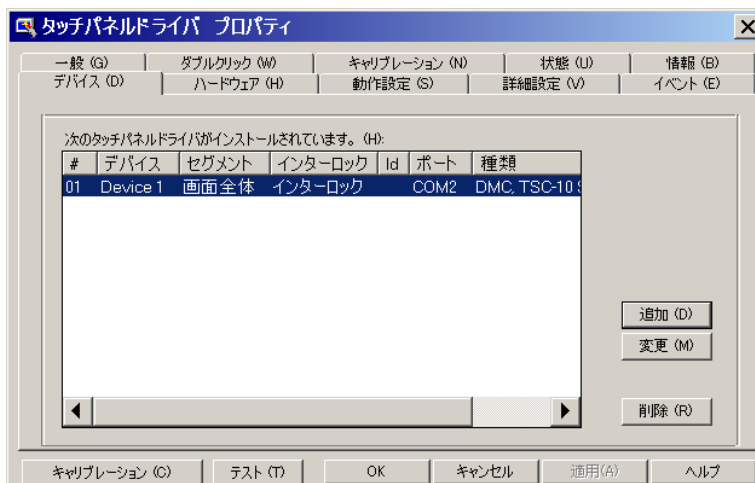 タッチパネルドライバ プロパティ
一般 (G) ダブルクリック (W) キャリブレーション (N) 状態 (U) 情報 (B)
デバイス (D) ハードウェア (H) 動作設定 (S) 詳細設定 (V) イベント (E)
次のタッチパネルドライバがインストールされています。(H):
# デバイス セグメント インターロック Id ポート 種類
01 Device 1 画面全体 インターロック COM2 DMC, TSC-10 S
追加 (D)
変更 (M)
削除 (R)
キャリブレーション (C) テスト (T) OK キャンセル 適用(A) ヘルプ